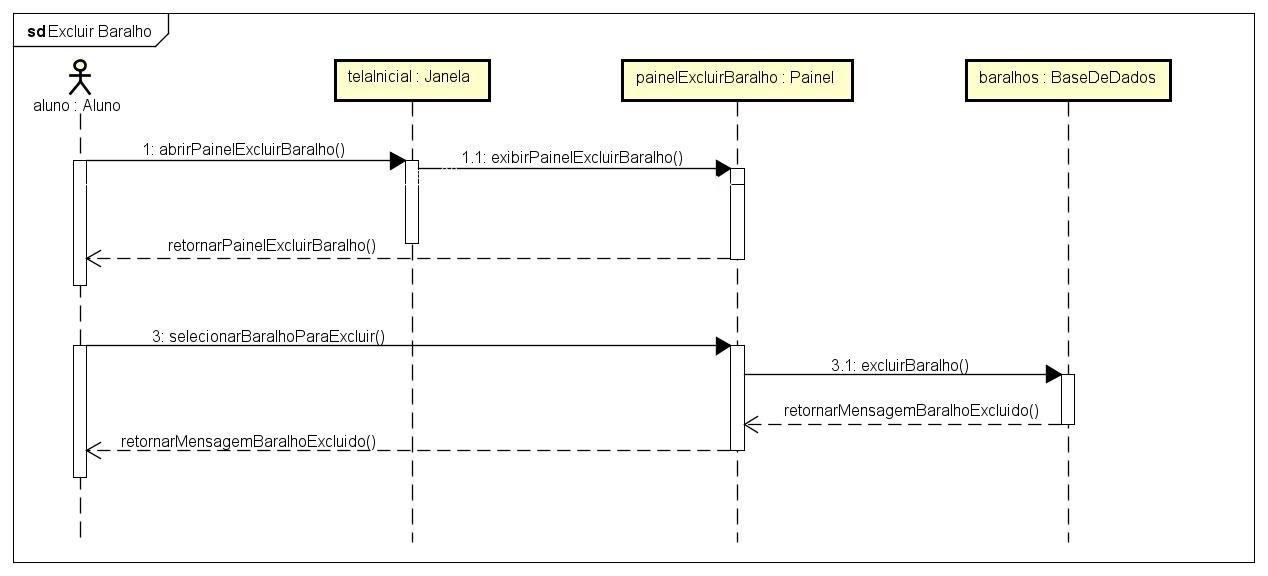 sd Excluir Baralho
aluno : Aluno
telaInicial : Janela
painelExcluirBaralho : Painel
baralhos : BaseDeDados
1: abrirPainelExcluirBaralho()
1.1: exibirPainelExcluirBaralho()
retornarPainelExcluirBaralho()
3: selecionarBaralhoParaExcluir()
3.1: excluirBaralho()
retornarMensagemBaralhoExcluido()
retornarMensagemBaralhoExcluido()